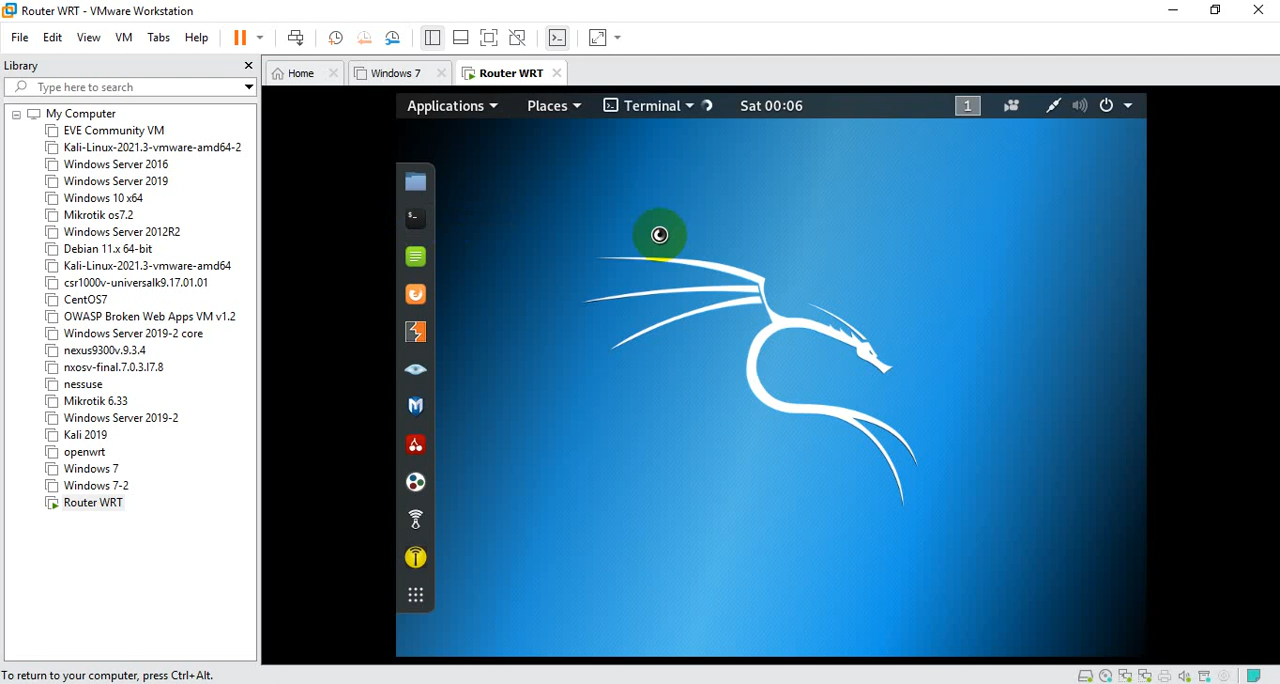 Router WRT - VMware Workstation
File Edit View VM Tabs Help
Library
Type here to search
My Computer
EVE Community VM
Kali-Linux-2021.3-vmware-amd64-2
Windows Server 2016
Windows Server 2019
Windows 10 x64
Mikrotik os7.2
Windows Server 2012R2
Debian 11.x 64-bit
Kali-Linux-2021.3-vmware-amd64
csr1000v-universalk9.17.01.01
CentOS7
OWASP Broken Web Apps VM v1.2
Windows Server 2019-2 core
nexus9300v.9.3.4
nxosv-final.7.0.3.I7.8
nessuse
Mikrotik 6.33
Windows Server 2019-2
Kali 2019
openwrt
Windows 7
Windows 7-2
Router WRT
Home Windows 7 Router WRT
Applications Places Terminal Sat 00:06 1
To return to your computer, press Ctrl+Alt.